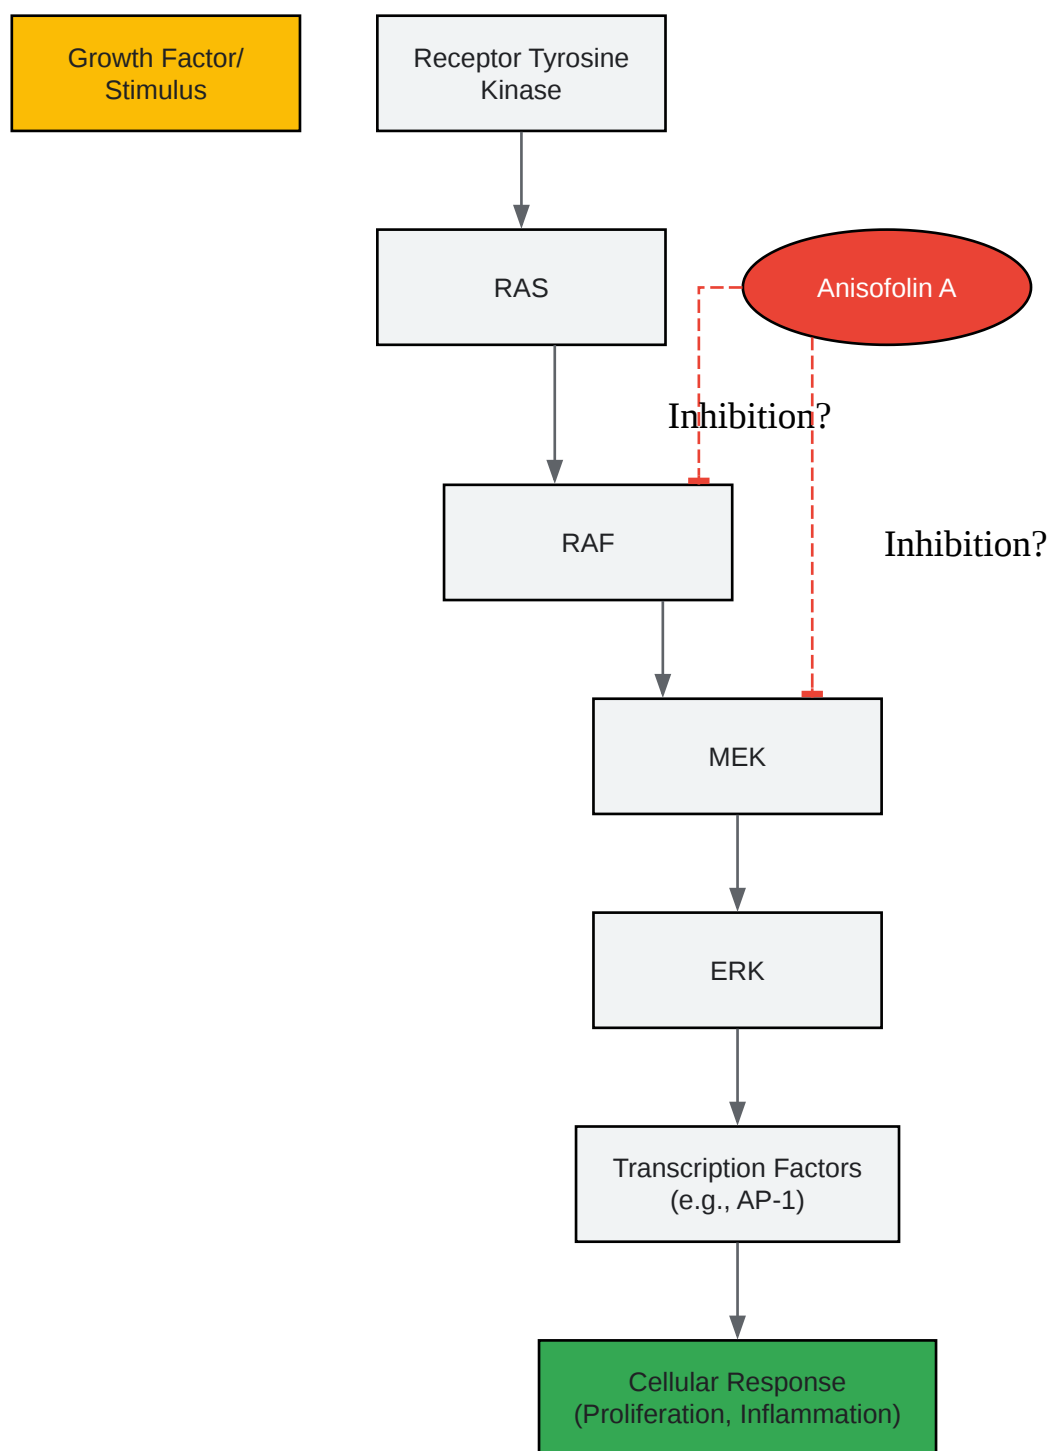 Growth Factor/
Stimulus
Receptor Tyrosine
Kinase
RAS
Anisofolin A
Inhibition?
RAF
Inhibition?
MEK
ERK
Transcription Factors
(e.g., AP-1)
Cellular Response
(Proliferation, Inflammation)